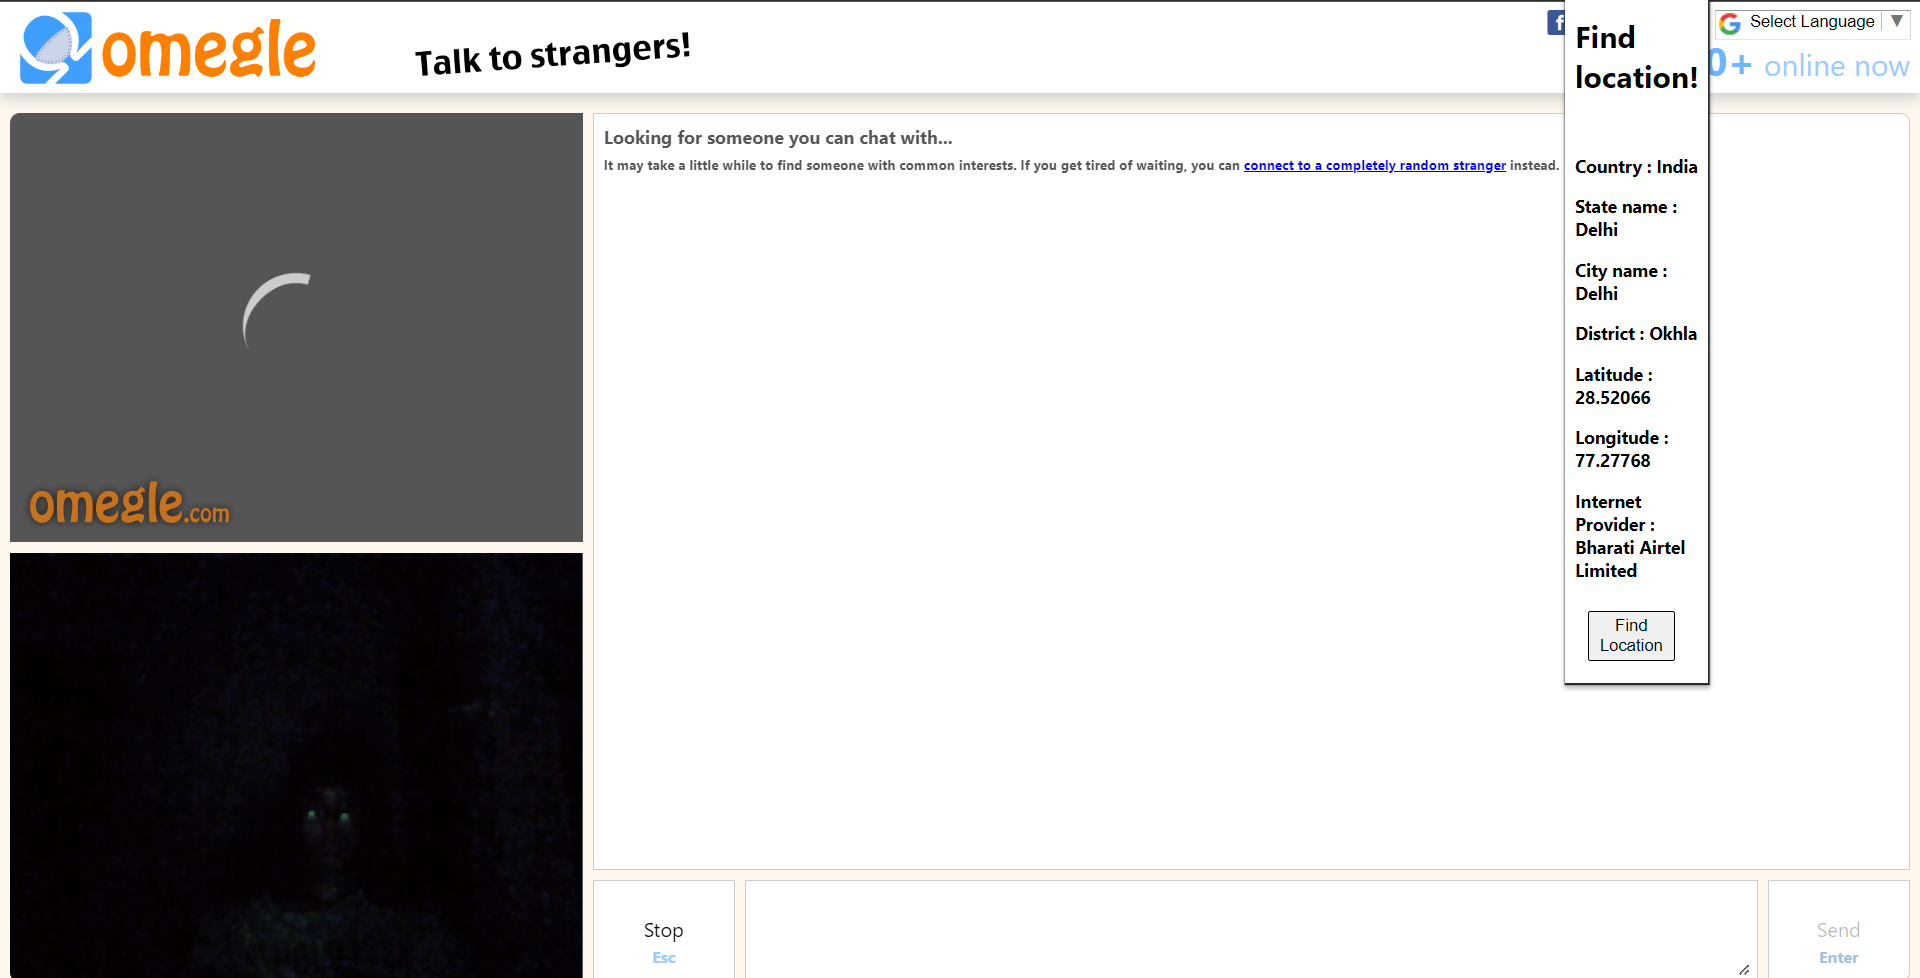 omegle
Talk to strangers!
f
Select Language ▼
0+ online now
Find
location!
Country : India
State name :
Delhi
City name :
Delhi
District : Okhla
Latitude :
28.52066
Longitude :
77.27768
Internet
Provider :
Bharati Airtel
Limited
Find
Location
Looking for someone you can chat with...
It may take a little while to find someone with common interests. If you get tired of waiting, you can connect to a completely random stranger instead.
omegle.com
Stop
Esc
Send
Enter